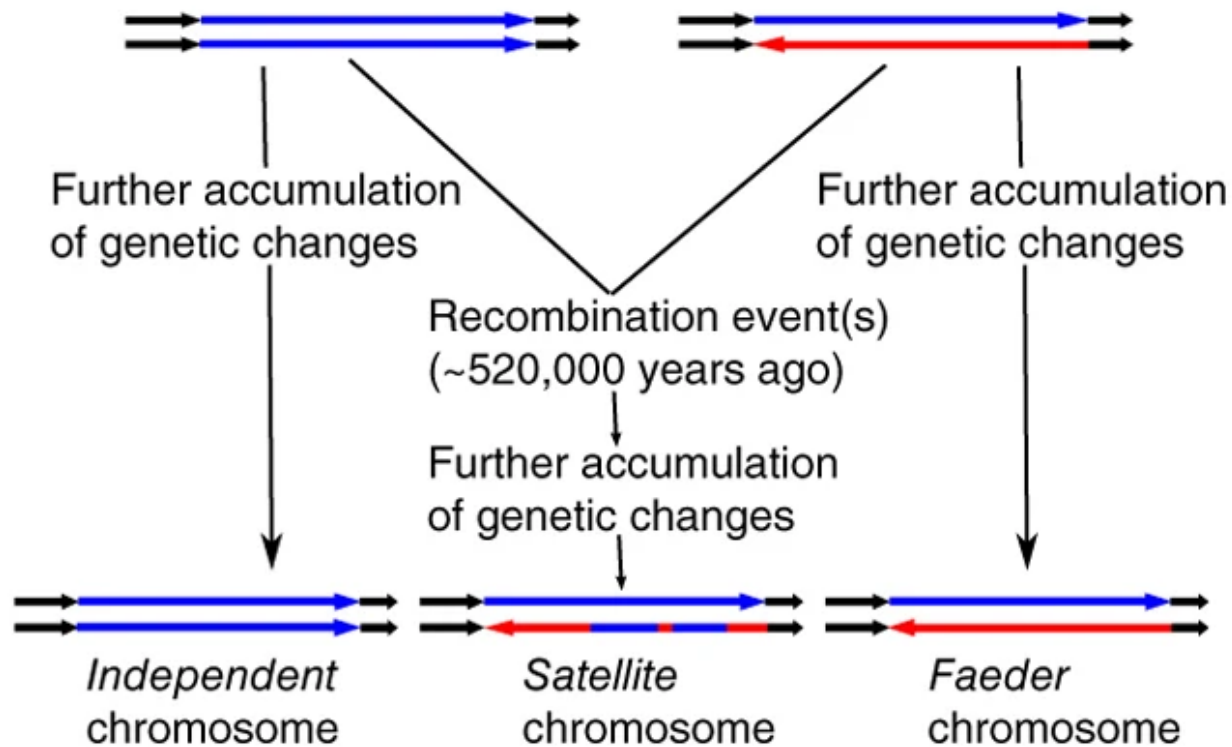 Further accumulation
of genetic changes
Further accumulation
of genetic changes
Recombination event(s)
(~520,000 years ago)
Further accumulation
of genetic changes
Independent
chromosome
Satellite
chromosome
Faeder
chromosome